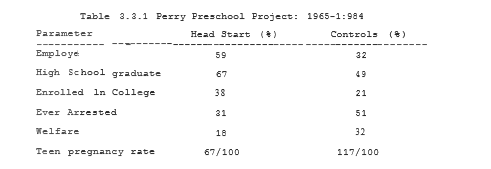 Table 3.3.1 Perry Preschool Project: 1965-1:984
Parameter Head Start (%) Controls (%)
Employe 59 32
High School graduate 67 49
Enrolled ln College 38 21
Ever Arrested 31 51
Welfare 18 32
Teen pregnancy rate 67/100 117/100